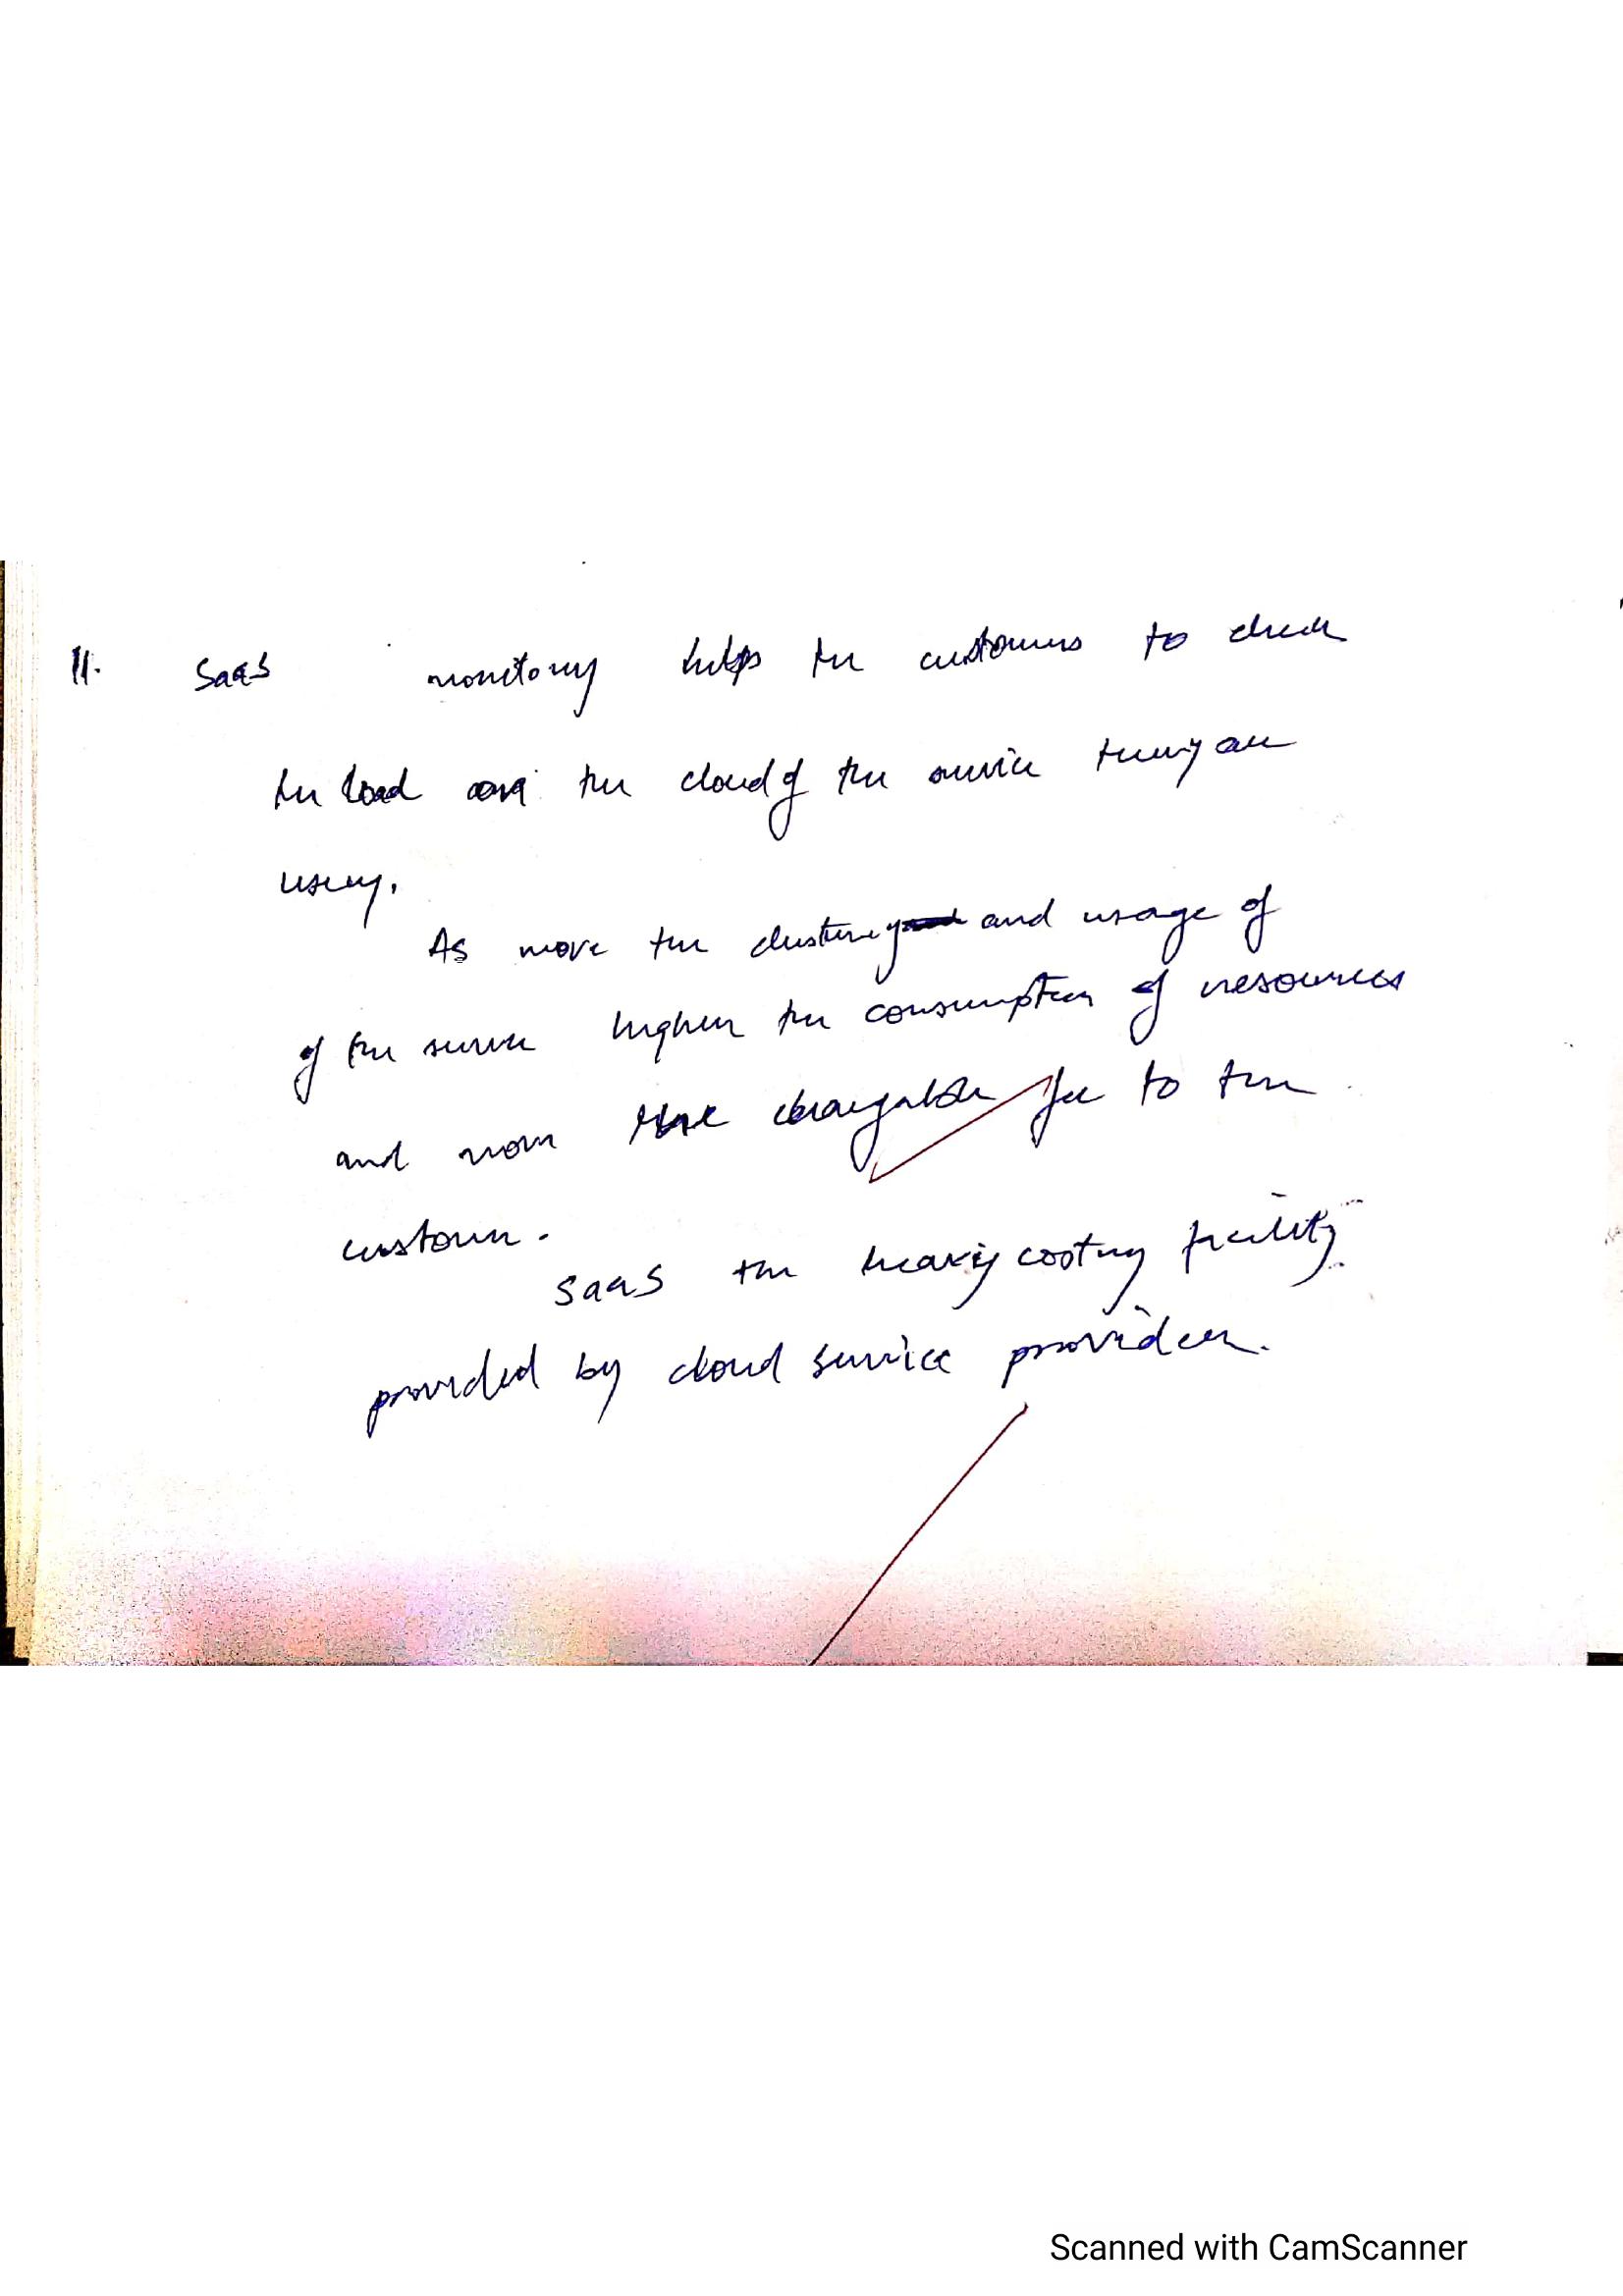 11. SaaS monitoring helps the customers to check
the load on the cloud of the service they are
using.
As more the clustering and usage of
of the service higher the consumption of resources
and more the chargable fee to the
customer.
SaaS the heavy costing facility
provided by cloud service provider.
Scanned with CamScanner